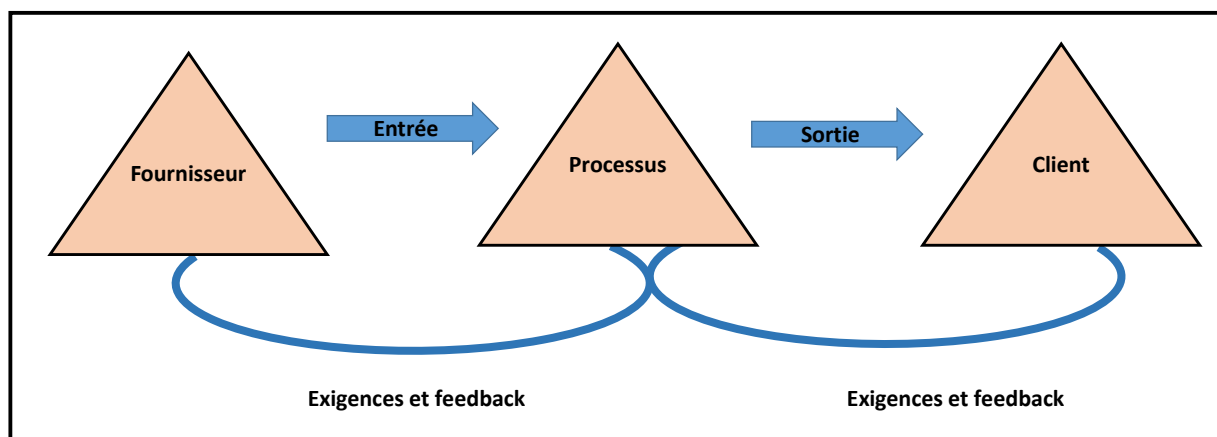 Entrée
Sortie
Fournisseur
Processus
Client
Exigences et feedback
Exigences et feedback